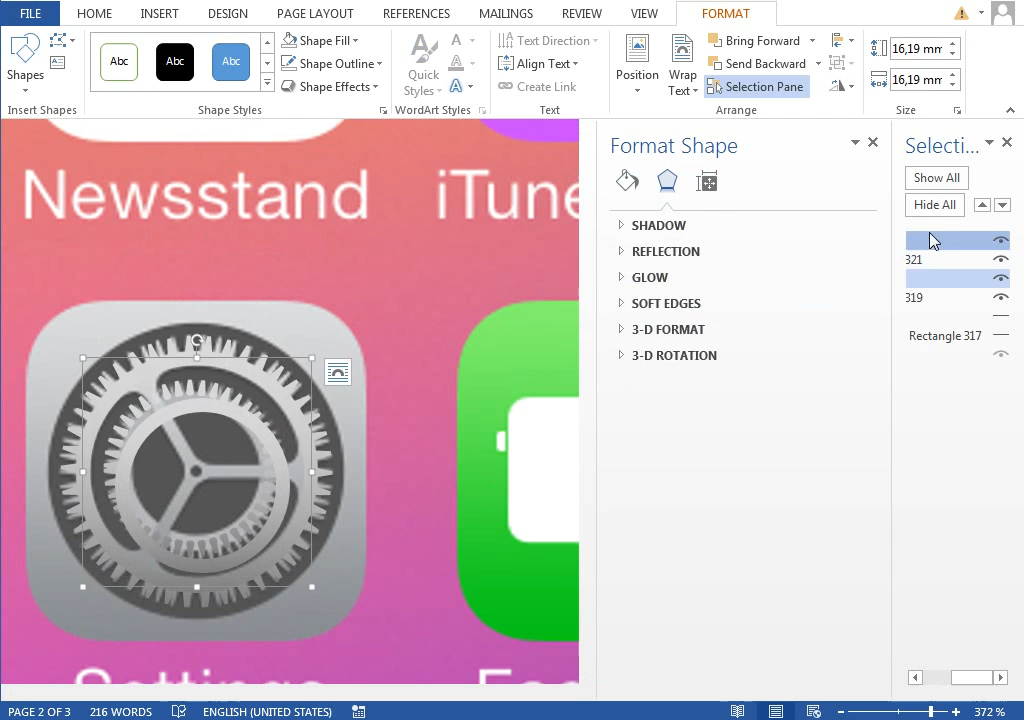 FILE HOME INSERT DESIGN PAGE LAYOUT REFERENCES MAILINGS REVIEW VIEW FORMAT
Shapes
Abc Abc Abc
Shape Fill
Shape Outline
Shape Effects
Quick
Styles
Text Direction
Align Text
Create Link
Position
Wrap
Text
Bring Forward
Send Backward
Selection Pane
16,19 mm
16,19 mm
Insert Shapes Shape Styles WordArt Styles Text Arrange Size
Newsstand iTune
Format Shape
SHADOW
REFLECTION
GLOW
SOFT EDGES
3-D FORMAT
3-D ROTATION
Selecti...
Show All
Hide All
321
319
Rectangle 317
Settings
PAGE 2 OF 3 216 WORDS ENGLISH (UNITED STATES) 372 %